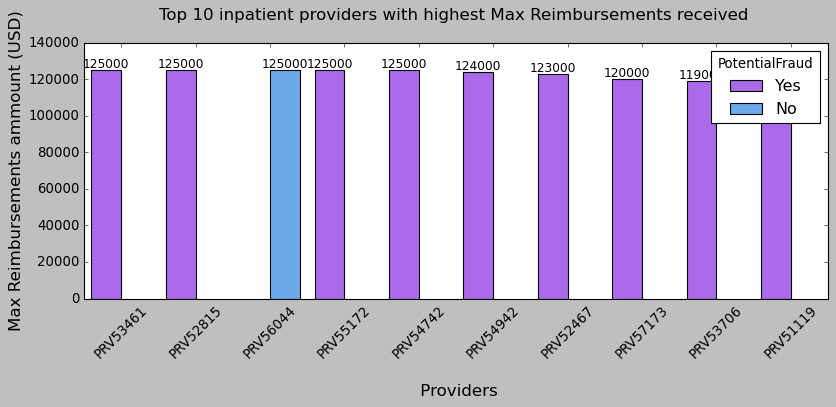 Top 10 inpatient providers with highest Max Reimbursements received
Max Reimbursements ammount (USD)
140000
120000
100000
80000
60000
40000
20000
0
125000
125000
125000
125000
125000
124000
123000
120000
PotentialFraud
Yes
No
PRV53461
PRV52815
PRV56044
PRV55172
PRV54742
PRV54942
PRV52467
PRV57173
PRV53706
PRV51119
Providers